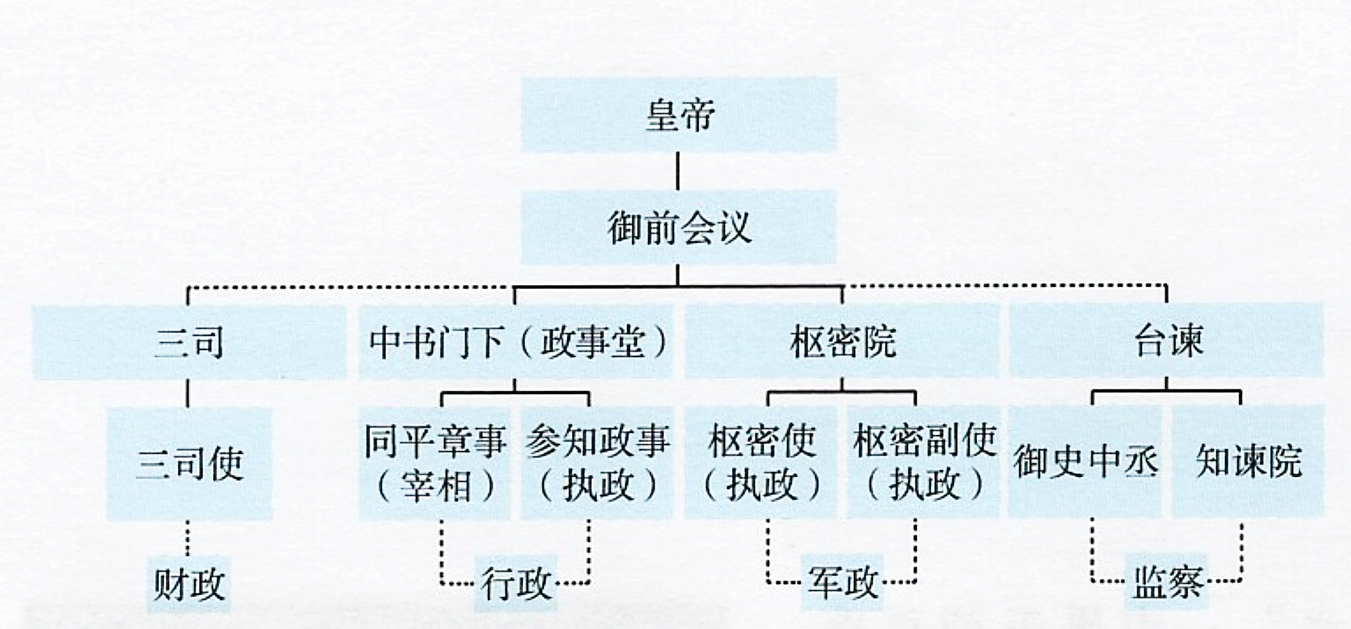 皇帝
御前会议
三司
中书门下（政事堂）
枢密院
台谏
三司使
同平章事
（宰相）
参知政事
（执政）
枢密使
（执政）
枢密副使
（执政）
御史中丞
知谏院
财政
行政
军政
监察